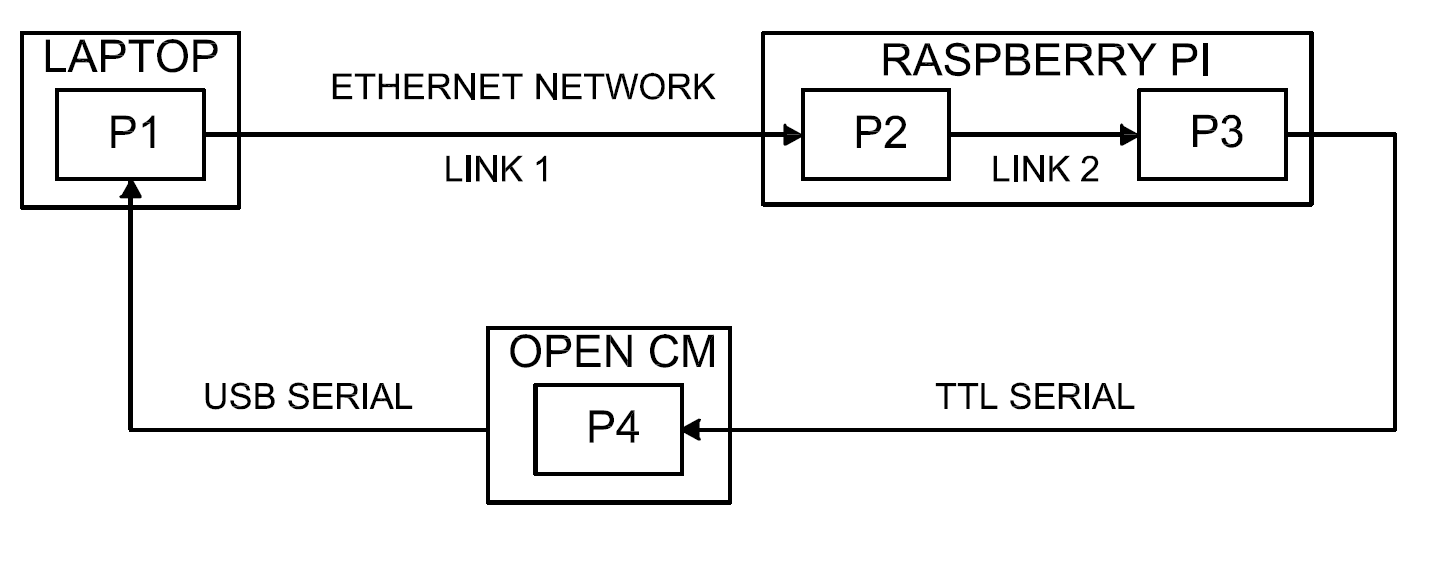 LAPTOP
P1
ETHERNET NETWORK
LINK 1
RASPBERRY PI
P2
LINK 2
P3
USB SERIAL
OPEN CM
P4
TTL SERIAL